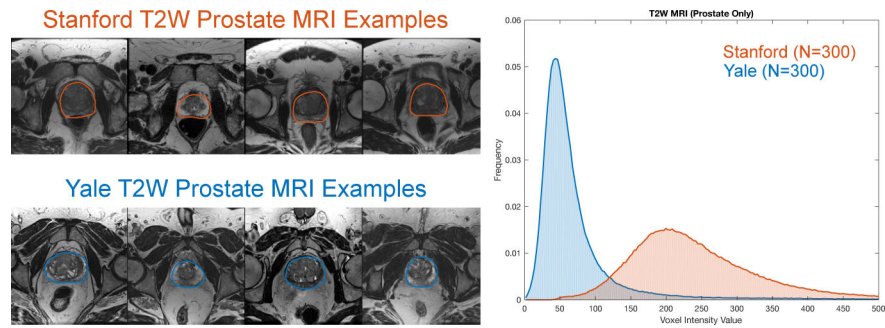 Stanford T2W Prostate MRI Examples
Yale T2W Prostate MRI Examples
T2W MRI (Prostate Only)
Stanford (N=300)
Yale (N=300)
Frequency
0.06
0.05
0.04
0.03
0.02
0.01
0
0 50 100 150 200 250 300 350 400 450 500
Voxel Intensity Value